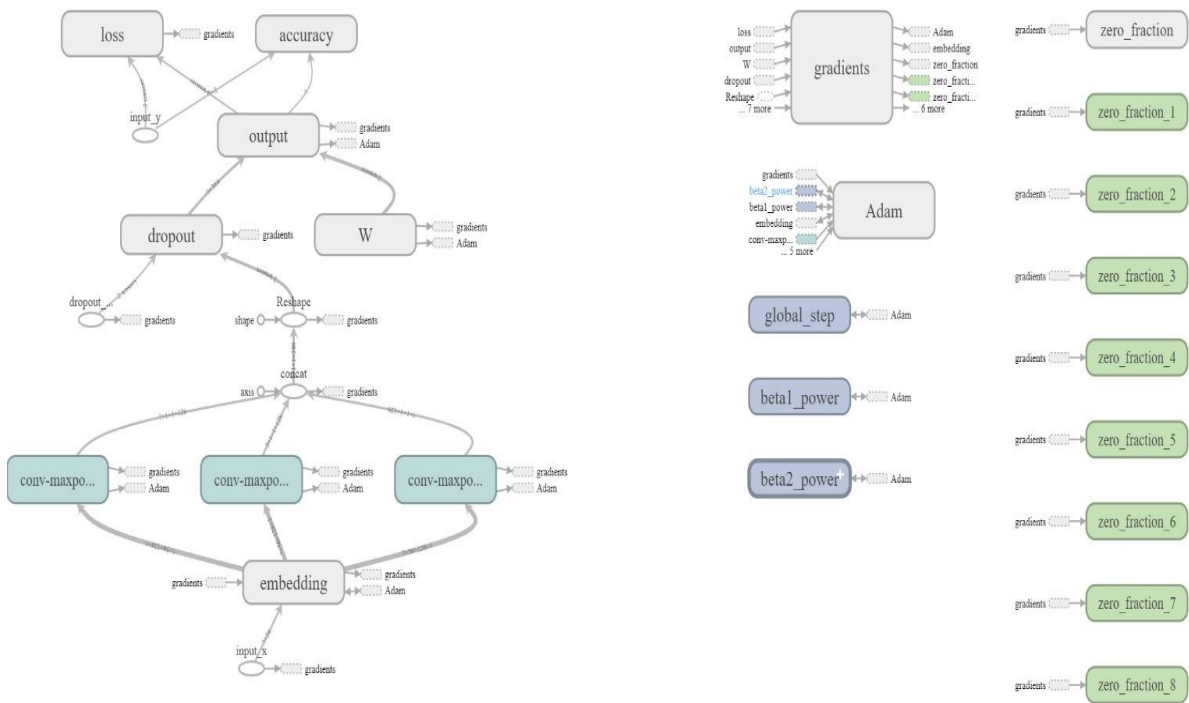 loss
gradients
accuracy
input_y
output
gradients
Adam
dropout
gradients
W
gradients
Adam
dropout_...
gradients
Reshape
shape
gradients
concat
axis
gradients
conv-maxpo...
gradients
Adam
conv-maxpo...
gradients
Adam
conv-maxpo...
gradients
Adam
gradients
embedding
gradients
Adam
input_x
gradients
loss
output
W
dropout
Reshape
... 7 more
gradients
Adam
embedding
zero_fraction
zero_fracti...
zero_fracti...
... 6 more
gradients
beta2_power
beta1_power
embedding
conv-maxp...
... 5 more
Adam
global_step
Adam
beta1_power
Adam
beta2_power
Adam
gradients
zero_fraction
gradients
zero_fraction_1
gradients
zero_fraction_2
gradients
zero_fraction_3
gradients
zero_fraction_4
gradients
zero_fraction_5
gradients
zero_fraction_6
gradients
zero_fraction_7
gradients
zero_fraction_8